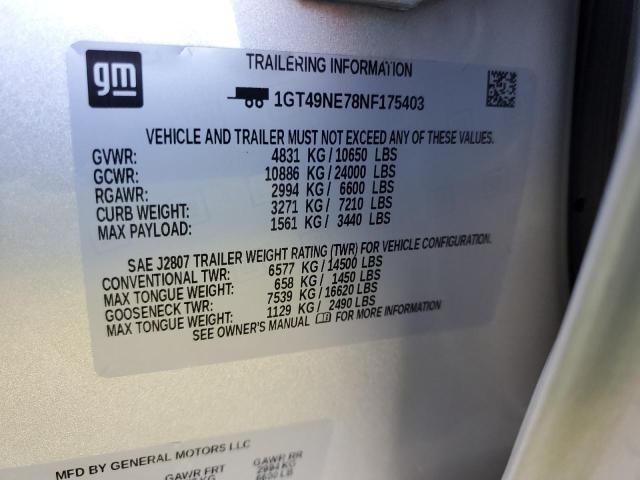 gm
TRAILERING INFORMATION
1GT49NE78NF175403
VEHICLE AND TRAILER MUST NOT EXCEED ANY OF THESE VALUES.
GVWR: 4831 KG/10650 LBS
GCWR: 10886 KG/24000 LBS
RGAWR: 2994 KG/ 6600 LBS
CURB WEIGHT: 3271 KG/ 7210 LBS
MAX PAYLOAD: 1561 KG/ 3440 LBS
SAE J2807 TRAILER WEIGHT RATING (TWR) FOR VEHICLE CONFIGURATION.
CONVENTIONAL TWR: 6577 KG/14500 LBS
MAX TONGUE WEIGHT: 658 KG/ 1450 LBS
GOOSENECK TWR: 7539 KG/16620 LBS
MAX TONGUE WEIGHT: 1129 KG/ 2490 LBS
SEE OWNER'S MANUAL FOR MORE INFORMATION
MFD BY GENERAL MOTORS LLC
GAWR FRT GAWR RR
KG 2994 KG